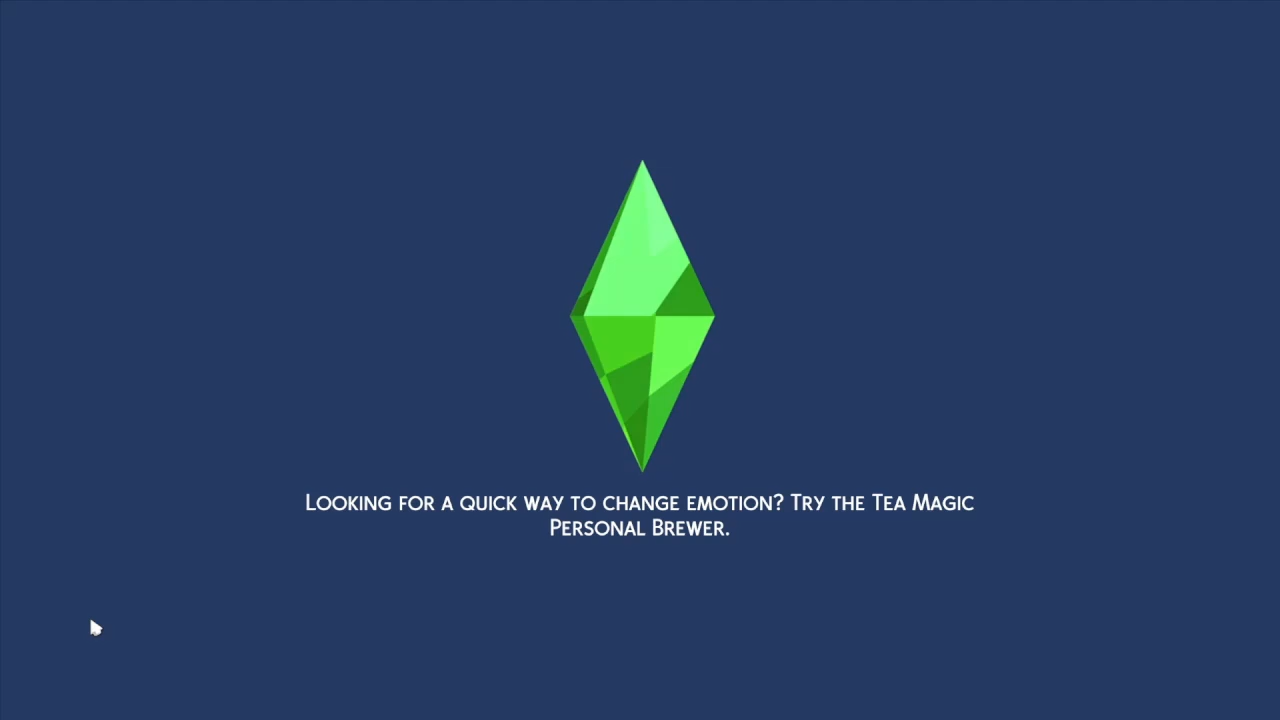 Looking for a quick way to change emotion? Try the Tea Magic
Personal Brewer.